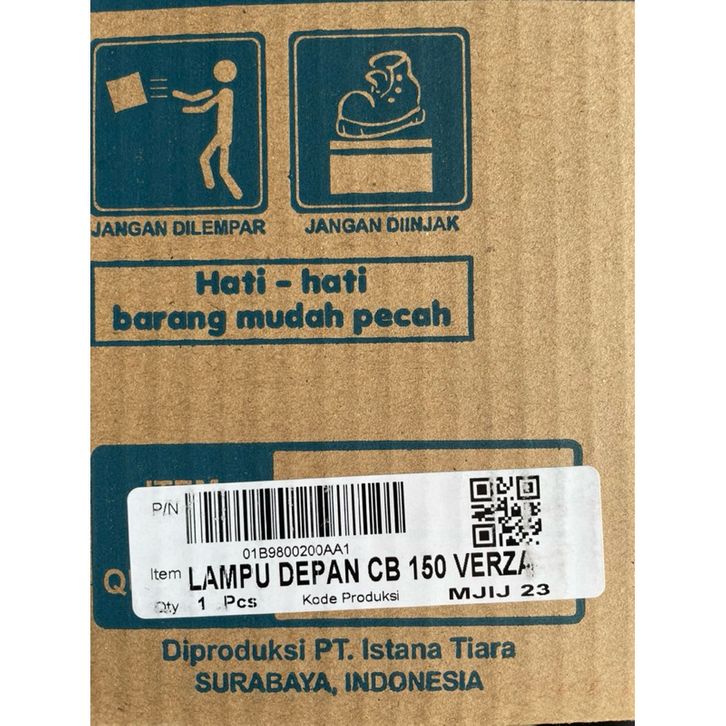 JANGAN DILEMPAR
JANGAN DIINJAK
Hati - hati
barang mudah pecah
P/N
01B9800200AA1
Item LAMPU DEPAN CB 150 VERZA
Qty 1 Pcs Kode Produksi MJIJ 23
Diproduksi PT. Istana Tiara
SURABAYA, INDONESIA